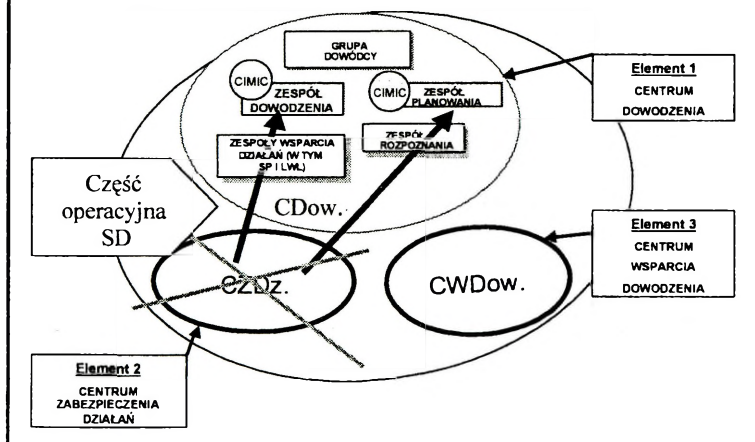 GRUPA
DOWÓDCY
CIMIC
ZESPÓŁ
DOWODZENIA
CIMIC
ZESPÓŁ
PLANOWANIA
ZESPOŁY WSPARCIA
DZIAŁAŃ (W TYM
SP I LWL)
ZESPÓŁ
ROZPOZNANIA
CDow.
Część
operacyjna
SD
CZDz.
CWDow.
Element 1
CENTRUM
DOWODZENIA
Element 3
CENTRUM
WSPARCIA
DOWODZENIA
Element 2
CENTRUM
ZABEZPIECZENIA
DZIAŁAŃ